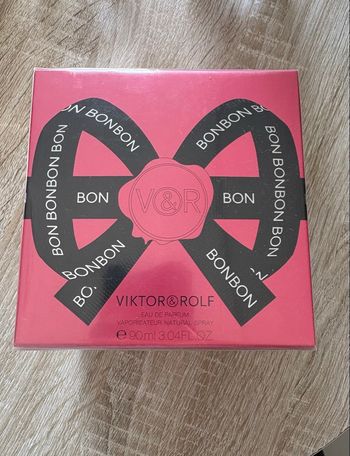 BON BONBON BON
BONBON BONBON
BON
V&R
BON
BON
BONBON
VIKTOR&ROLF
EAU DE PARFUM
VAPORISATEUR NATURAL SPRAY
e 90ml 3.04FL.OZ